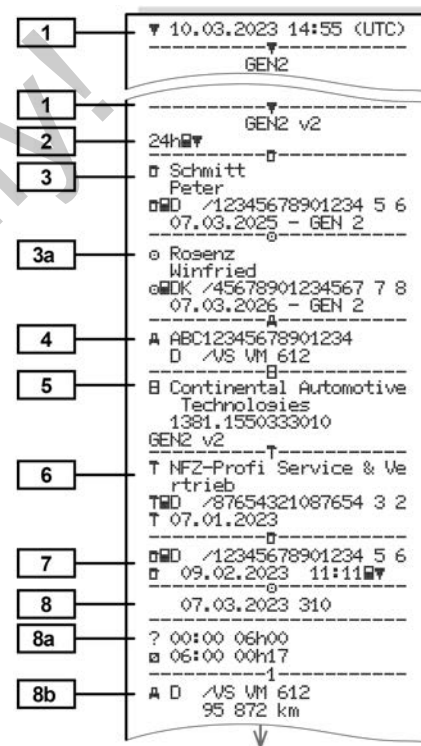 1 ▼ 10.03.2023 14:55 (UTC)
GEN2
1
GEN2 v2
2 24h▼
3 Schmitt
Peter
D /12345678901234 5 6
07.03.2025 - GEN 2
3a Rosenz
Winfried
DK /45678901234567 7 8
07.03.2026 - GEN 2
4 A ABC12345678901234
D /VS VM 612
5 Continental Automotive
Technologies
1381.1550333010
GEN2 v2
6 T NFZ-Profi Service & Ve
rtrieb
TD /87654321087654 3 2
T 07.01.2023
7 D /12345678901234 5 6
09.02.2023 11:11▼
8 07.03.2023 310
8a ? 00:00 06h00
06:00 00h17
1
8b A D /VS VM 612
95 872 km